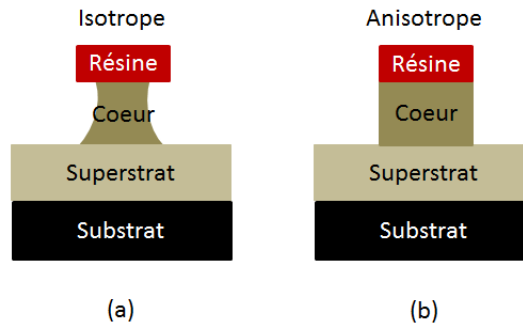 Isotrope
Résine
Coeur
Superstrat
Substrat
(a)
Anisotrope
Résine
Coeur
Superstrat
Substrat
(b)